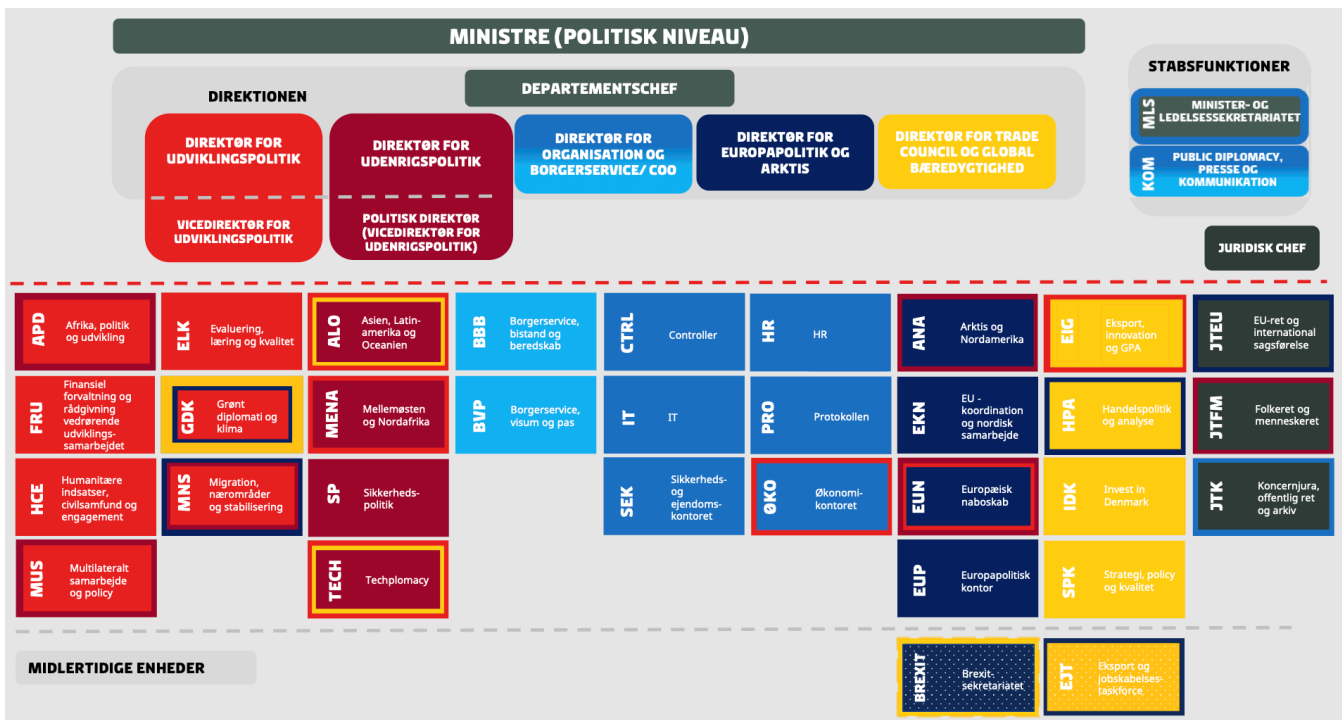 MINISTRE (POLITISK NIVEAU)
STABSFUNKTIONER
MLS
MINISTER- OG
LEDELSESSEKRETARIATET
KOM
PUBLIC DIPLOMACY,
PRESSE OG
KOMMUNIKATION
JURIDISK CHEF
DIREKTIONEN
DEPARTEMENTSCHEF
DIREKTØR FOR
UDVIKLINGSPOLITIK
VICEDIREKTØR FOR
UDVIKLINGSPOLITIK
DIREKTØR FOR
UDENRIGSPOLITIK
POLITISK DIREKTØR
(VICEDIREKTØR FOR
UDENRIGSPOLITIK)
DIREKTØR FOR
ORGANISATION OG
BORGERSERVICE/ COO
DIREKTØR FOR
EUROPAPOLITIK OG
ARKTIS
DIREKTØR FOR TRADE
COUNCIL OG GLOBAL
BÆREDYGTIGHED
APD
Afrika, politik
og udvikling
ELK
Evaluering,
læring og kvalitet
ALO
Asien, Latin-
amerika og
Oceanien
BBB
Borgerservice,
bistand og
beredskab
CTRL
Controller
HR
HR
ANA
Arktis og
Nordamerika
EIG
Eksport,
innovation
og GPA
JTEU
EU-ret og
international
sagsførelse
FRU
Finansiel
forvaltning og
rådgivning
vedrørende
udviklings-
samarbejdet
GDK
Grønt
diplomati og
klima
MENA
Mellemøsten
og Nordafrika
BVP
Borgerservice,
visum og pas
IT
IT
PRO
Protokollen
EKN
EU -
koordination
og nordisk
samarbejde
HPA
Handelspolitik
og analyse
JTFM
Folkeret og
menneskeret
HCE
Humanitære
indsatser,
civilsamfund og
engagement
MNS
Migration,
nærområder
og stabilisering
SP
Sikkerheds-
politik
SEK
Sikkerheds-
og
ejendoms-
kontoret
ØKO
Økonomi-
kontoret
EUN
Europæisk
naboskab
IDK
Invest in
Denmark
JTK
Koncernjura,
offentlig ret
og arkiv
MUS
Multilateralt
samarbejde
og policy
TECH
Techplomacy
EUP
Europapolitisk
kontor
SPK
Strategi, policy
og kvalitet
MIDLERTIDIGE ENHEDER
BREXIT
Brexit-
sekretariatet
EJT
Eksport og
jobskabelses-
taskforce